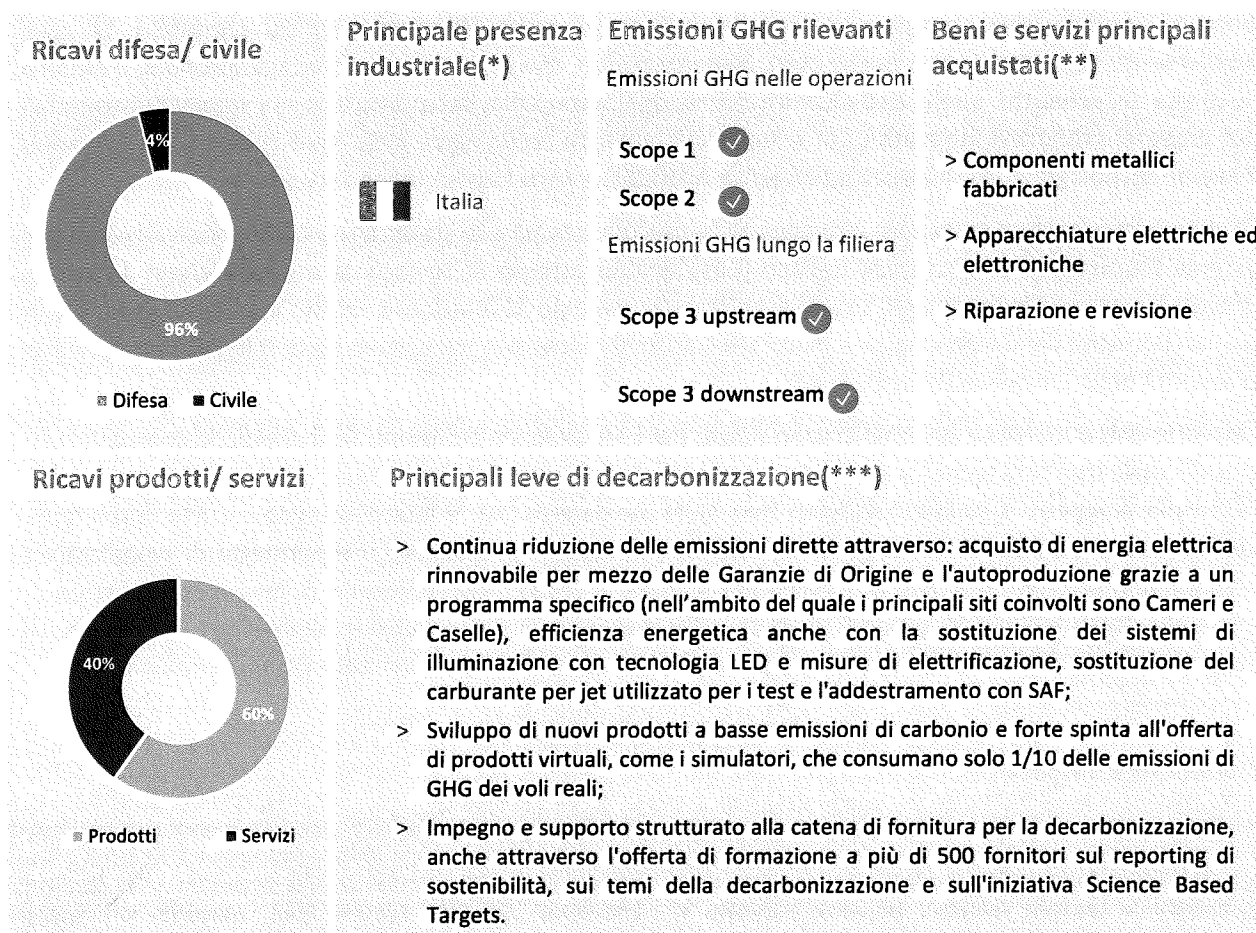 Ricavi difesa/ civile
4%
96%
Difesa Civile
Principale presenza
industriale(*)
Italia
Emissioni GHG rilevanti
Emissioni GHG nelle operazioni
Scope 1
Scope 2
Emissioni GHG lungo la filiera
Scope 3 upstream
Scope 3 downstream
Beni e servizi principali
acquistati(**)
> Componenti metallici
fabbricati
> Apparecchiature elettriche ed
elettroniche
> Riparazione e revisione
Ricavi prodotti/ servizi
40%
60%
Prodotti Servizi
Principali leve di decarbonizzazione(***)
> Continua riduzione delle emissioni dirette attraverso: acquisto di energia elettrica
rinnovabile per mezzo delle Garanzie di Origine e l'autoproduzione grazie a un
programma specifico (nell'ambito del quale i principali siti coinvolti sono Cameri e
Caselle), efficienza energetica anche con la sostituzione dei sistemi di
illuminazione con tecnologia LED e misure di elettrificazione, sostituzione del
carburante per jet utilizzato per i test e l'addestramento con SAF;
> Sviluppo di nuovi prodotti a basse emissioni di carbonio e forte spinta all'offerta
di prodotti virtuali, come i simulatori, che consumano solo 1/10 delle emissioni di
GHG dei voli reali;
> Impegno e supporto strutturato alla catena di fornitura per la decarbonizzazione,
anche attraverso l'offerta di formazione a più di 500 fornitori sul reporting di
sostenibilità, sui temi della decarbonizzazione e sull'iniziativa Science Based
Targets.